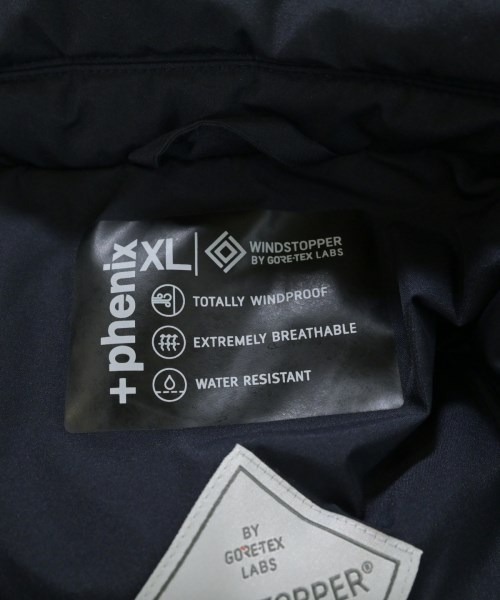 +phenix
XL
WINDSTOPPER
BY GORE-TEX LABS
TOTALLY WINDPROOF
EXTREMELY BREATHABLE
WATER RESISTANT
BY
GORE-TEX
LABS
STOPPER®